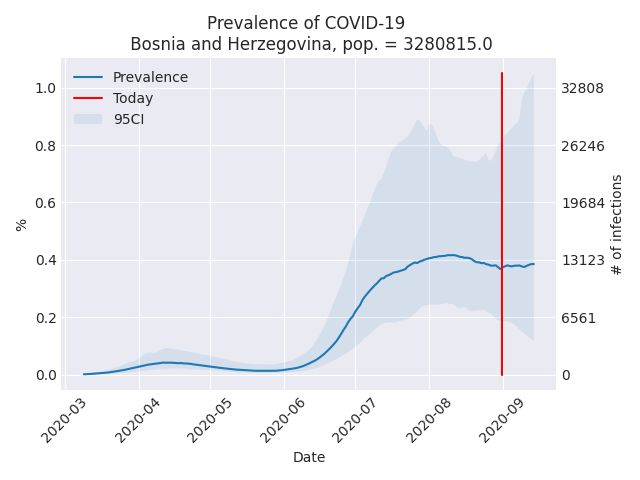 Prevalence of COVID-19
Bosnia and Herzegovina, pop. = 3280815.0
Prevalence
Today
95CI
1.0
0.8
0.6
0.4
0.2
0.0
%
32808
26246
19684
13123
6561
0
# of infections
2020-03
2020-04
2020-05
2020-06
2020-07
2020-08
2020-09
Date